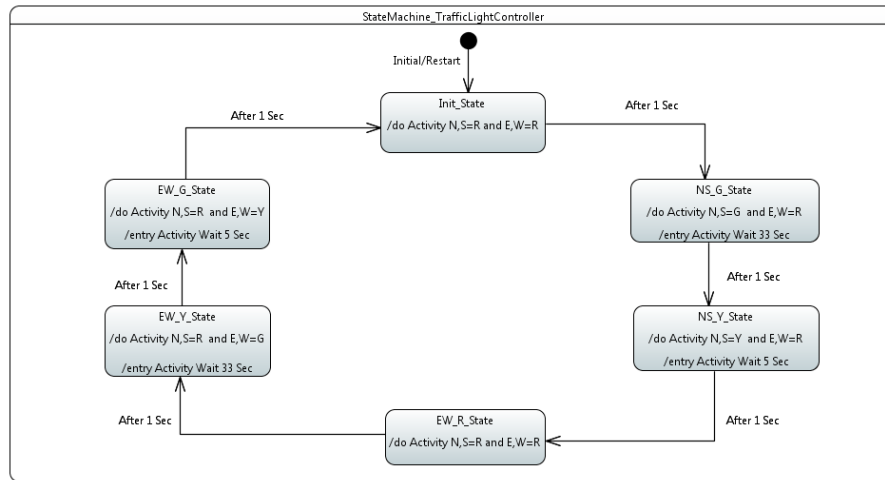 StateMachine_TrafficLightController
Initial/Restart
Init_State
/do Activity N,S=R and E,W=R
After 1 Sec
After 1 Sec
EW_G_State
/do Activity N,S=R and E,W=Y
/entry Activity Wait 5 Sec
NS_G_State
/do Activity N,S=G and E,W=R
/entry Activity Wait 33 Sec
After 1 Sec
After 1 Sec
EW_Y_State
/do Activity N,S=R and E,W=G
/entry Activity Wait 33 Sec
NS_Y_State
/do Activity N,S=Y and E,W=R
/entry Activity Wait 5 Sec
After 1 Sec
After 1 Sec
EW_R_State
/do Activity N,S=R and E,W=R